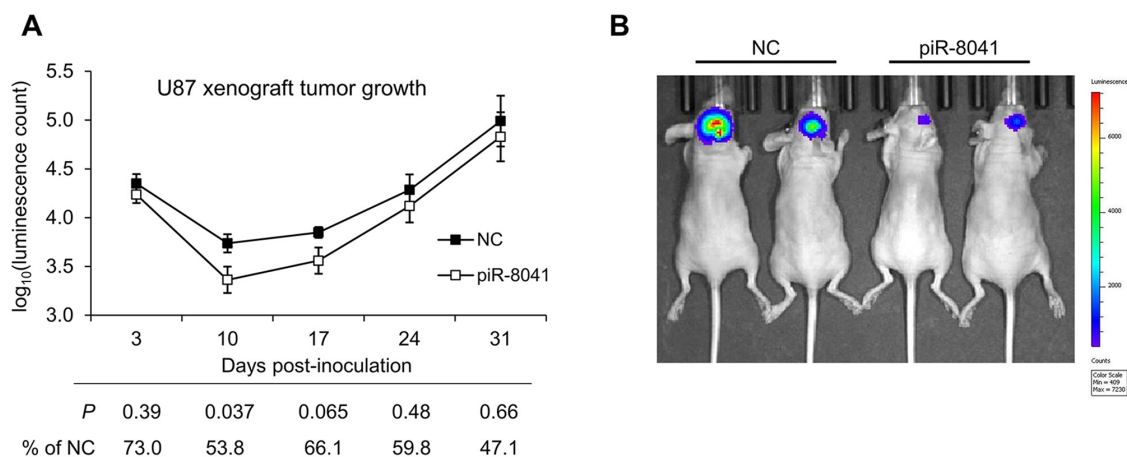 A
U87 xenograft tumor growth
log10(luminescence count)
5.5
5.0
4.5
4.0
3.5
3.0
NC
piR-8041
3 10 17 24 31
Days post-inoculation
P 0.39 0.037 0.065 0.48 0.66
% of NC 73.0 53.8 66.1 59.8 47.1
B
NC piR-8041
Luminescence
6000
4000
2000
Counts
Color Scale
Min = 409
Max = 7230